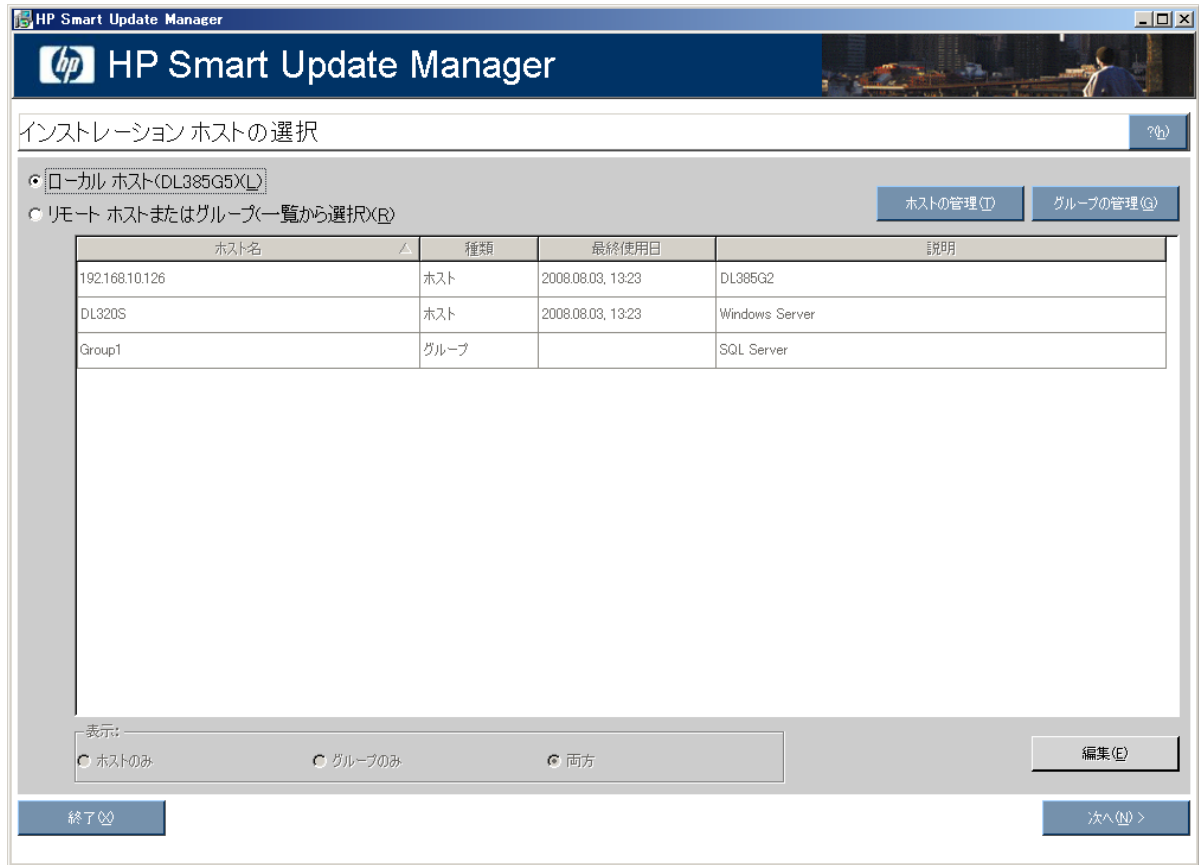 HP Smart Update Manager
hp HP Smart Update Manager
インストレーション ホストの選択 ?(h)
ローカル ホスト(DL385G5)(L)
リモート ホストまたはグループ(一覧から選択)(R) ホストの管理(T) グループの管理(G)
ホスト名 種類 最終使用日 説明
192.168.10.126 ホスト 2008.08.03, 13:23 DL385G2
DL320S ホスト 2008.08.03, 13:23 Windows Server
Group1 グループ SQL Server
表示:
ホストのみ グループのみ 両方 編集(E)
終了(X) 次へ(N) >